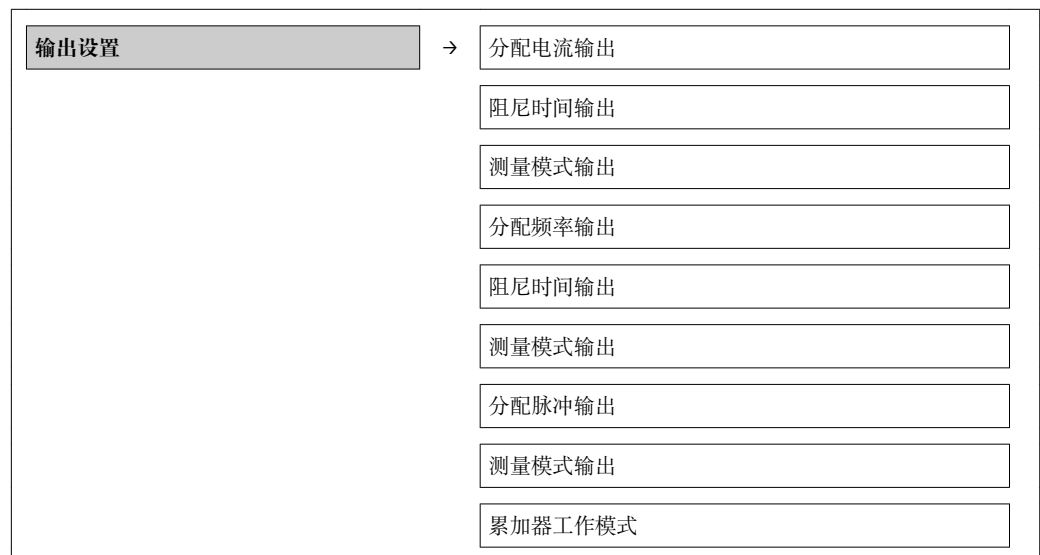 输出设置 → 分配电流输出
阻尼时间输出
测量模式输出
分配频率输出
阻尼时间输出
测量模式输出
分配脉冲输出
测量模式输出
累加器工作模式